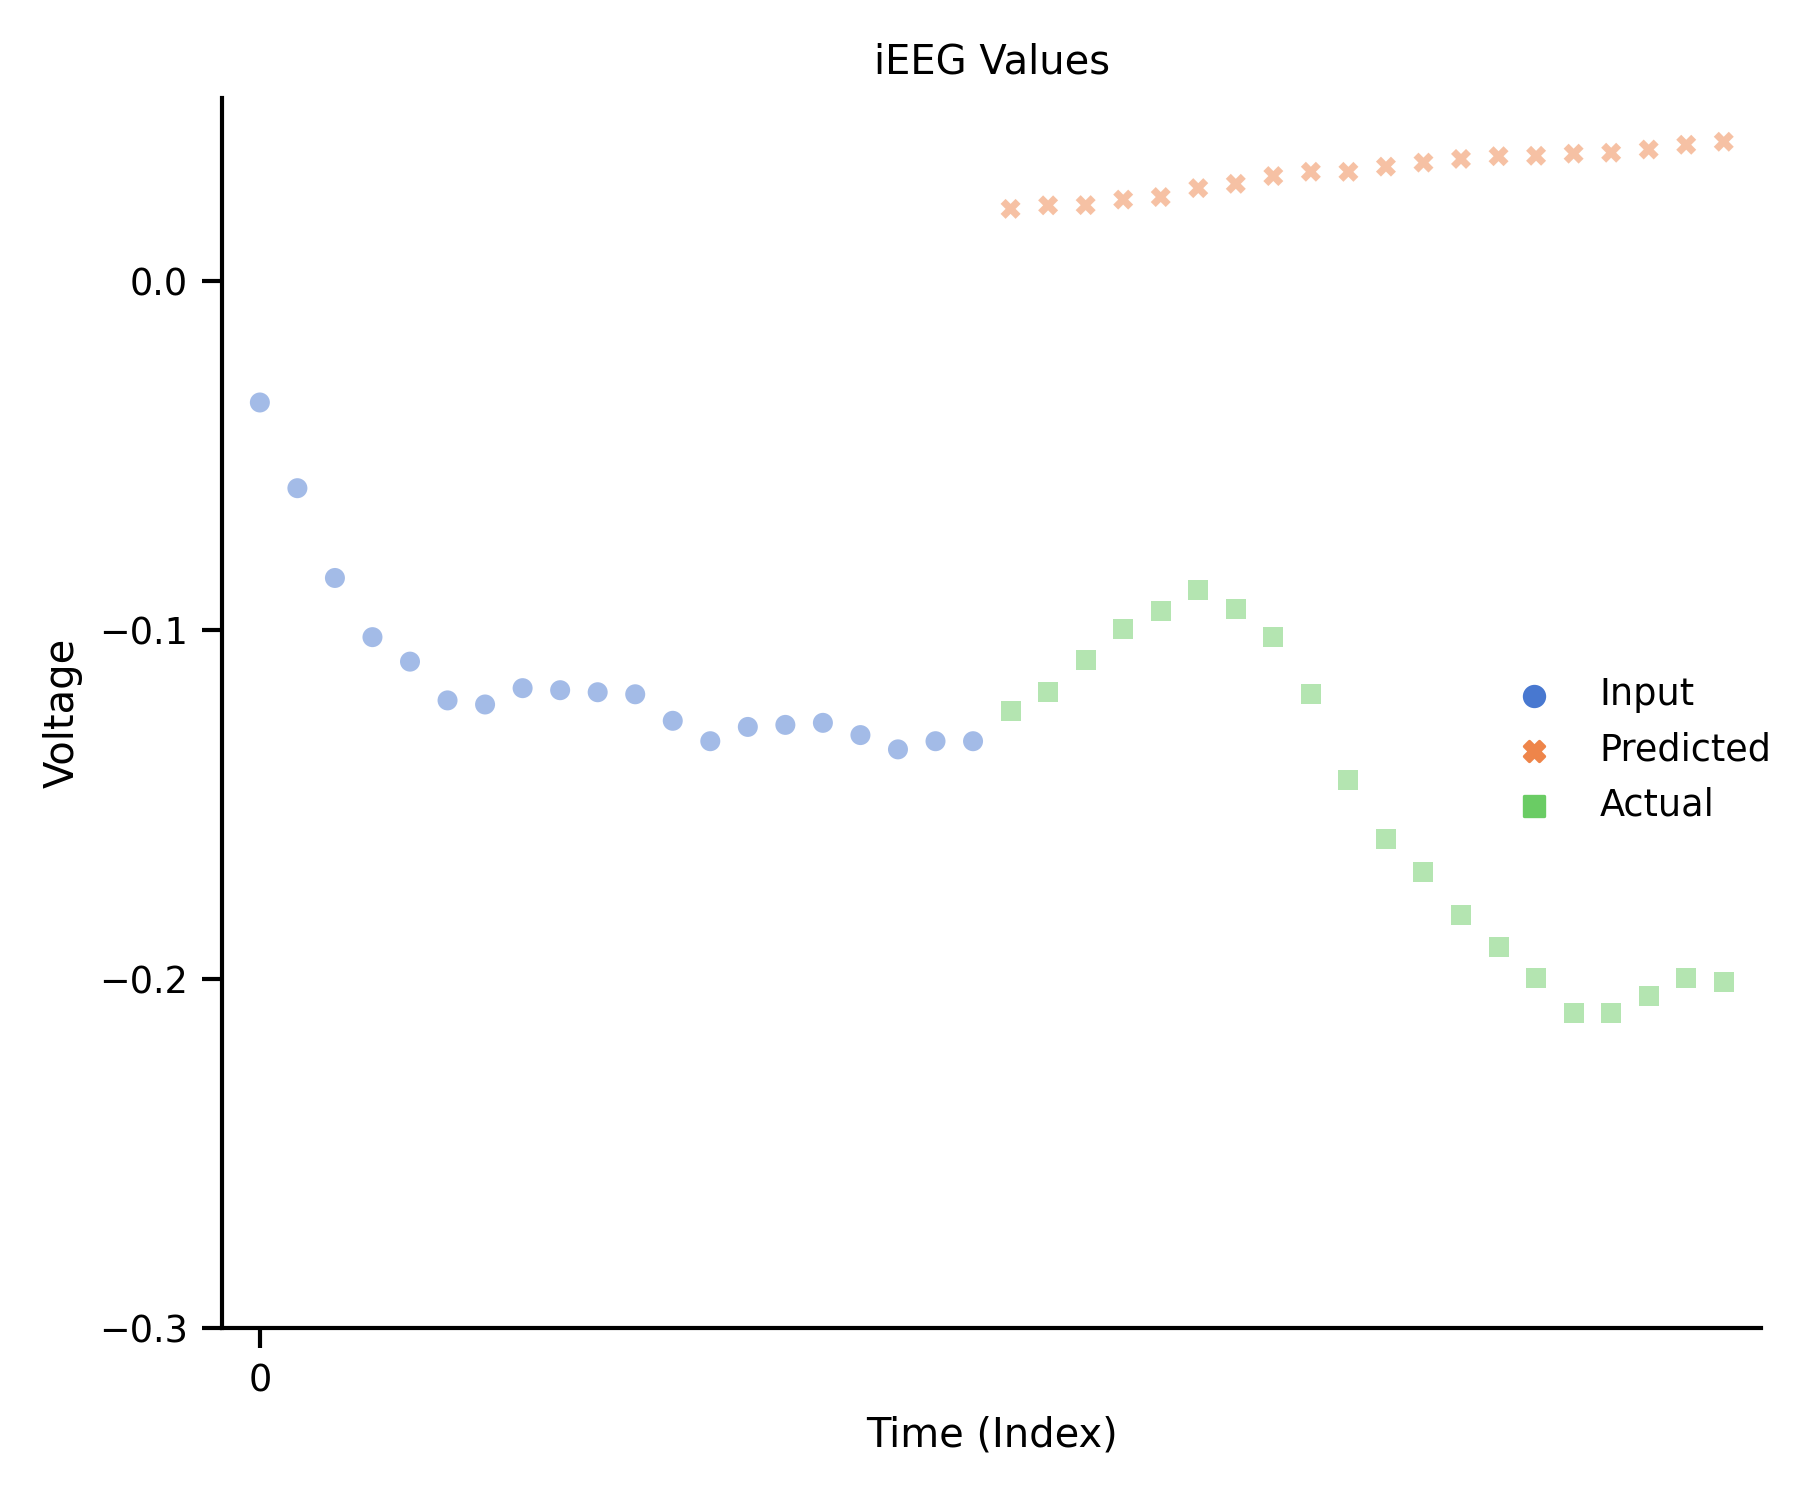 iEEG Values
0.0
−0.1
−0.2
−0.3
Voltage
Input
Predicted
Actual
0
Time (Index)